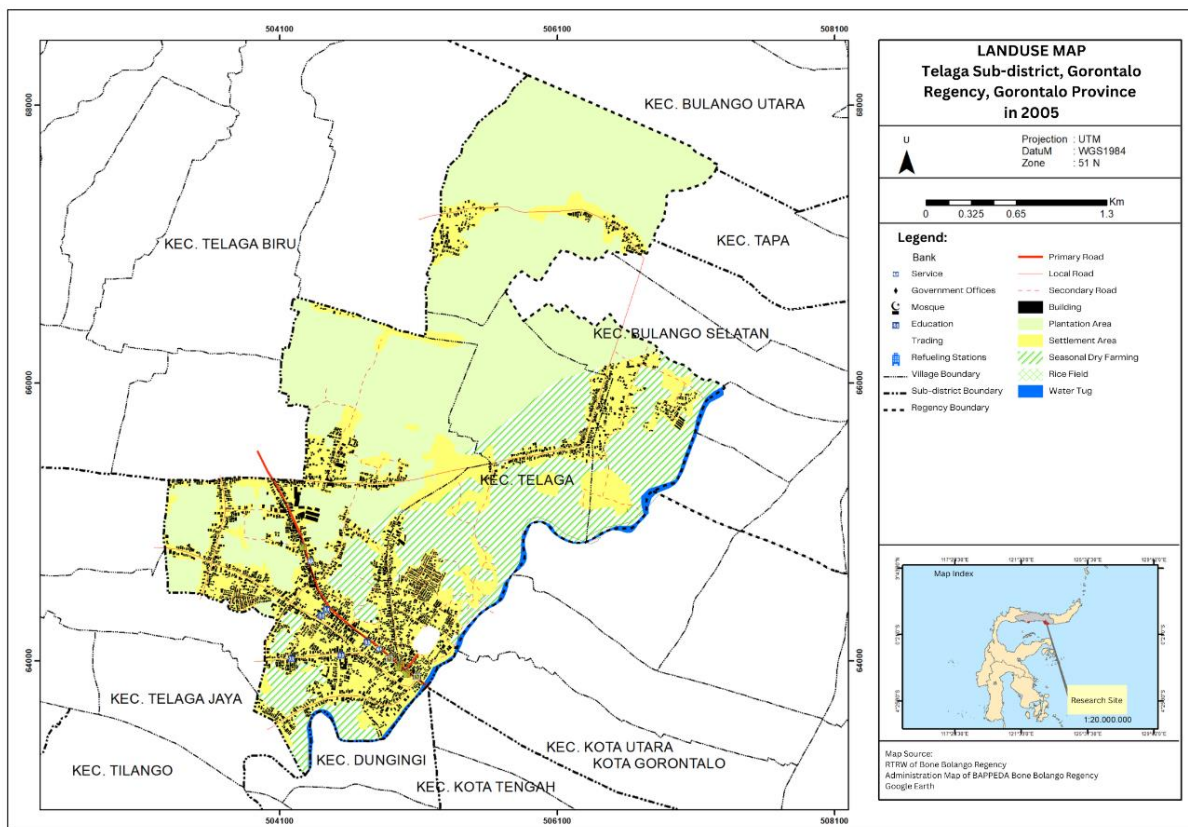 504100
506100
508100
68000
68000
66000
66000
64000
64000
504100
506100
508100
KEC. BULANGO UTARA
KEC. TELAGA BIRU
KEC. TAPA
KEC. BULANGO SELATAN
KEC. TELAGA
KEC. TELAGA JAYA
KEC. TILANGO
KEC. DUNGINGI
KEC. KOTA UTARA
KOTA GORONTALO
KEC. KOTA TENGAH
LANDUSE MAP
Telaga Sub-district, Gorontalo
Regency, Gorontalo Province
in 2005
U
Projection : UTM
DatuM : WGS1984
Zone : 51 N
Km
0 0.325 0.65 1.3
Legend:
Bank
Service
Government Offices
Mosque
Education
Trading
Refueling Stations
Village Boundary
Sub-district Boundary
Regency Boundary
Primary Road
Local Road
Secondary Road
Building
Plantation Area
Settlement Area
Seasonal Dry Farming
Rice Field
Water Tug
Map Index
Research Site
1:20.000.000
Map Source:
RTRW of Bone Bolango Regency
Administration Map of BAPPEDA Bone Bolango Regency
Google Earth